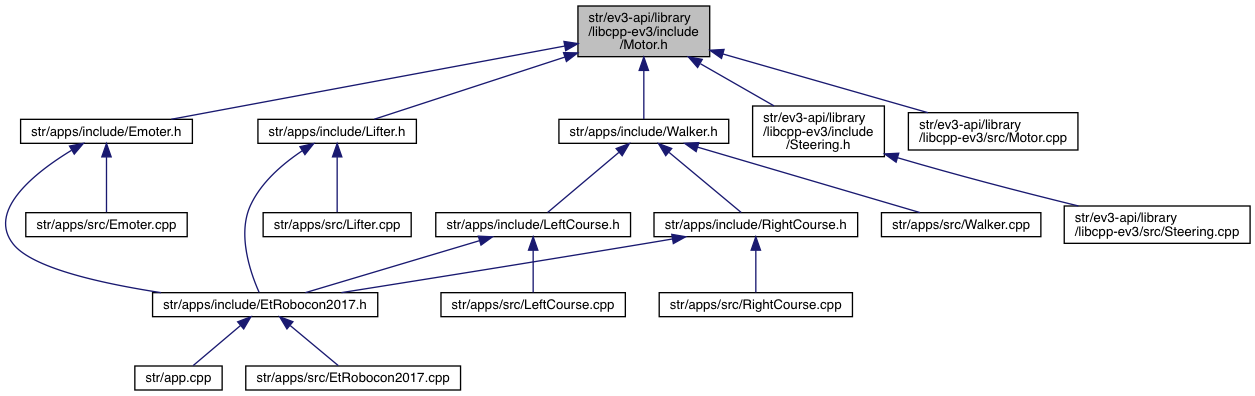 str/ev3-api/library
/libcpp-ev3/include
/Motor.h
str/apps/include/Emoter.h
str/apps/include/Lifter.h
str/apps/include/Walker.h
str/ev3-api/library
/libcpp-ev3/include
/Steering.h
str/ev3-api/library
/libcpp-ev3/src/Motor.cpp
str/apps/src/Emoter.cpp
str/apps/src/Lifter.cpp
str/apps/include/LeftCourse.h
str/apps/include/RightCourse.h
str/apps/src/Walker.cpp
str/ev3-api/library
/libcpp-ev3/src/Steering.cpp
str/apps/include/EtRobocon2017.h
str/apps/src/LeftCourse.cpp
str/apps/src/RightCourse.cpp
str/app.cpp
str/apps/src/EtRobocon2017.cpp